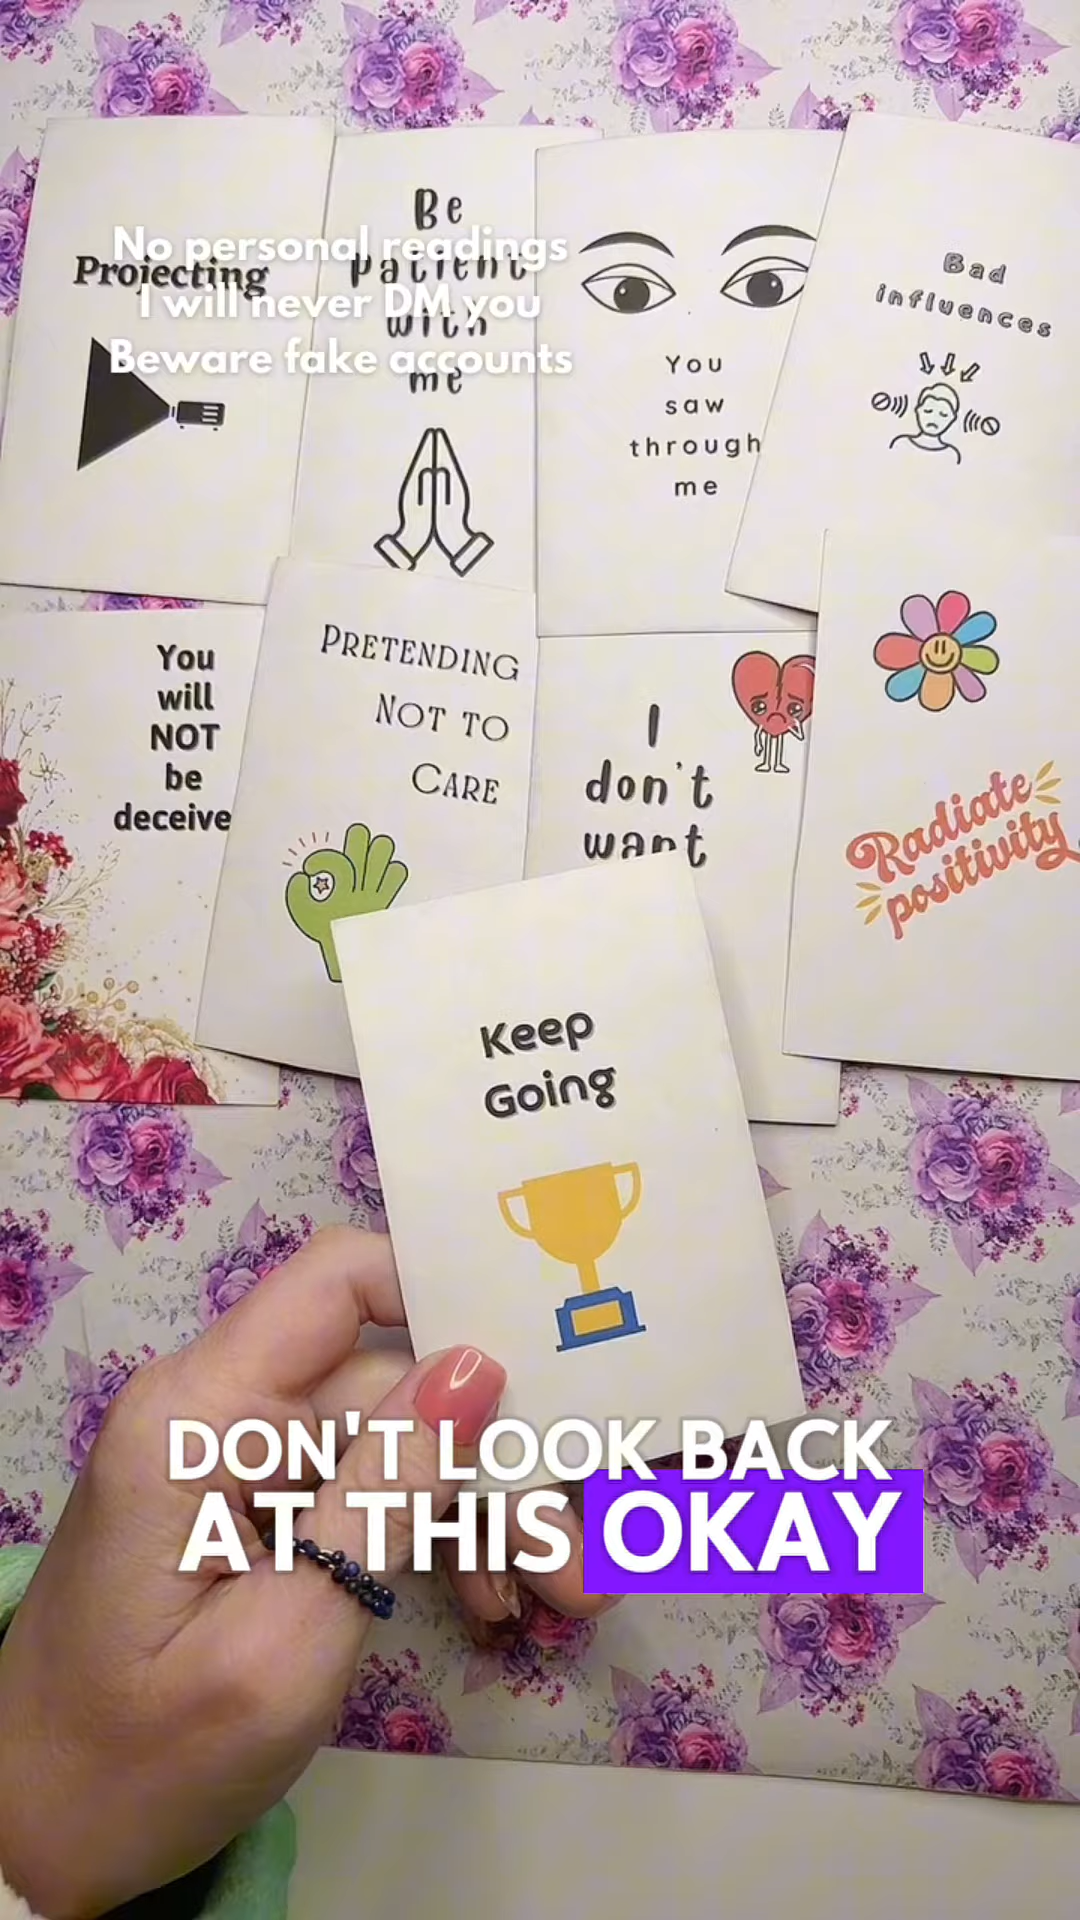 No personal readings
I will never DM you
Beware fake accounts
Projecting
Be
patient
with
me
You
saw
through
me
Bad
influences
You
will
NOT
be
deceive
PRETENDING
NOT TO
CARE
I
don't
want
Radiate
positivity
Keep
Going
DON'T LOOK BACK
AT THIS OKAY